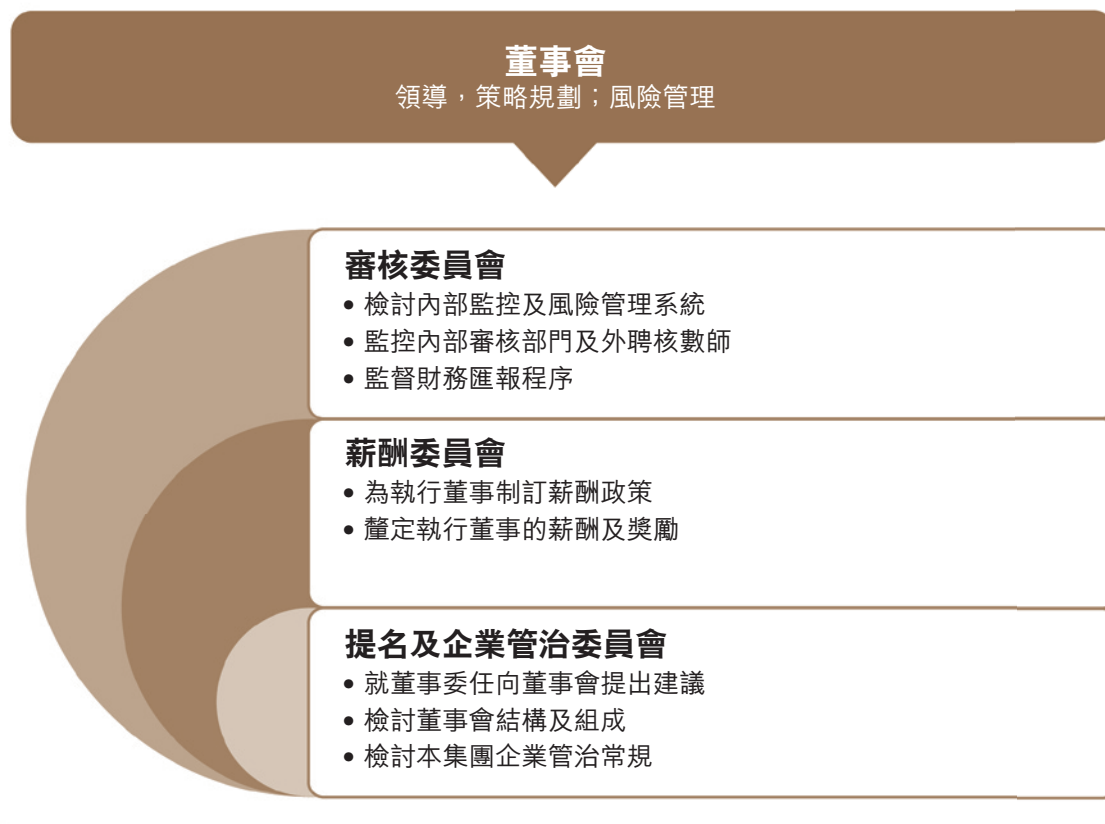 董事會
領導，策略規劃；風險管理
審核委員會
• 檢討內部監控及風險管理系統
• 監控內部審核部門及外聘核數師
• 監督財務匯報程序
薪酬委員會
• 為執行董事制訂薪酬政策
• 釐定執行董事的薪酬及獎勵
提名及企業管治委員會
• 就董事委任向董事會提出建議
• 檢討董事會結構及組成
• 檢討本集團企業管治常規